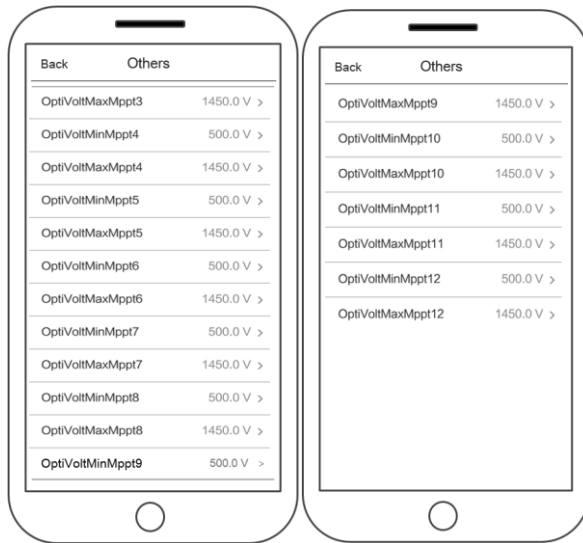 Back Others
OptiVoltMaxMppt3 1450.0 V >
OptiVoltMinMppt4 500.0 V >
OptiVoltMaxMppt4 1450.0 V >
OptiVoltMinMppt5 500.0 V >
OptiVoltMaxMppt5 1450.0 V >
OptiVoltMinMppt6 500.0 V >
OptiVoltMaxMppt6 1450.0 V >
OptiVoltMinMppt7 500.0 V >
OptiVoltMaxMppt7 1450.0 V >
OptiVoltMinMppt8 500.0 V >
OptiVoltMaxMppt8 1450.0 V >
OptiVoltMinMppt9 500.0 V >
Back Others
OptiVoltMaxMppt9 1450.0 V >
OptiVoltMinMppt10 500.0 V >
OptiVoltMaxMppt10 1450.0 V >
OptiVoltMinMppt11 500.0 V >
OptiVoltMaxMppt11 1450.0 V >
OptiVoltMinMppt12 500.0 V >
OptiVoltMaxMppt12 1450.0 V >